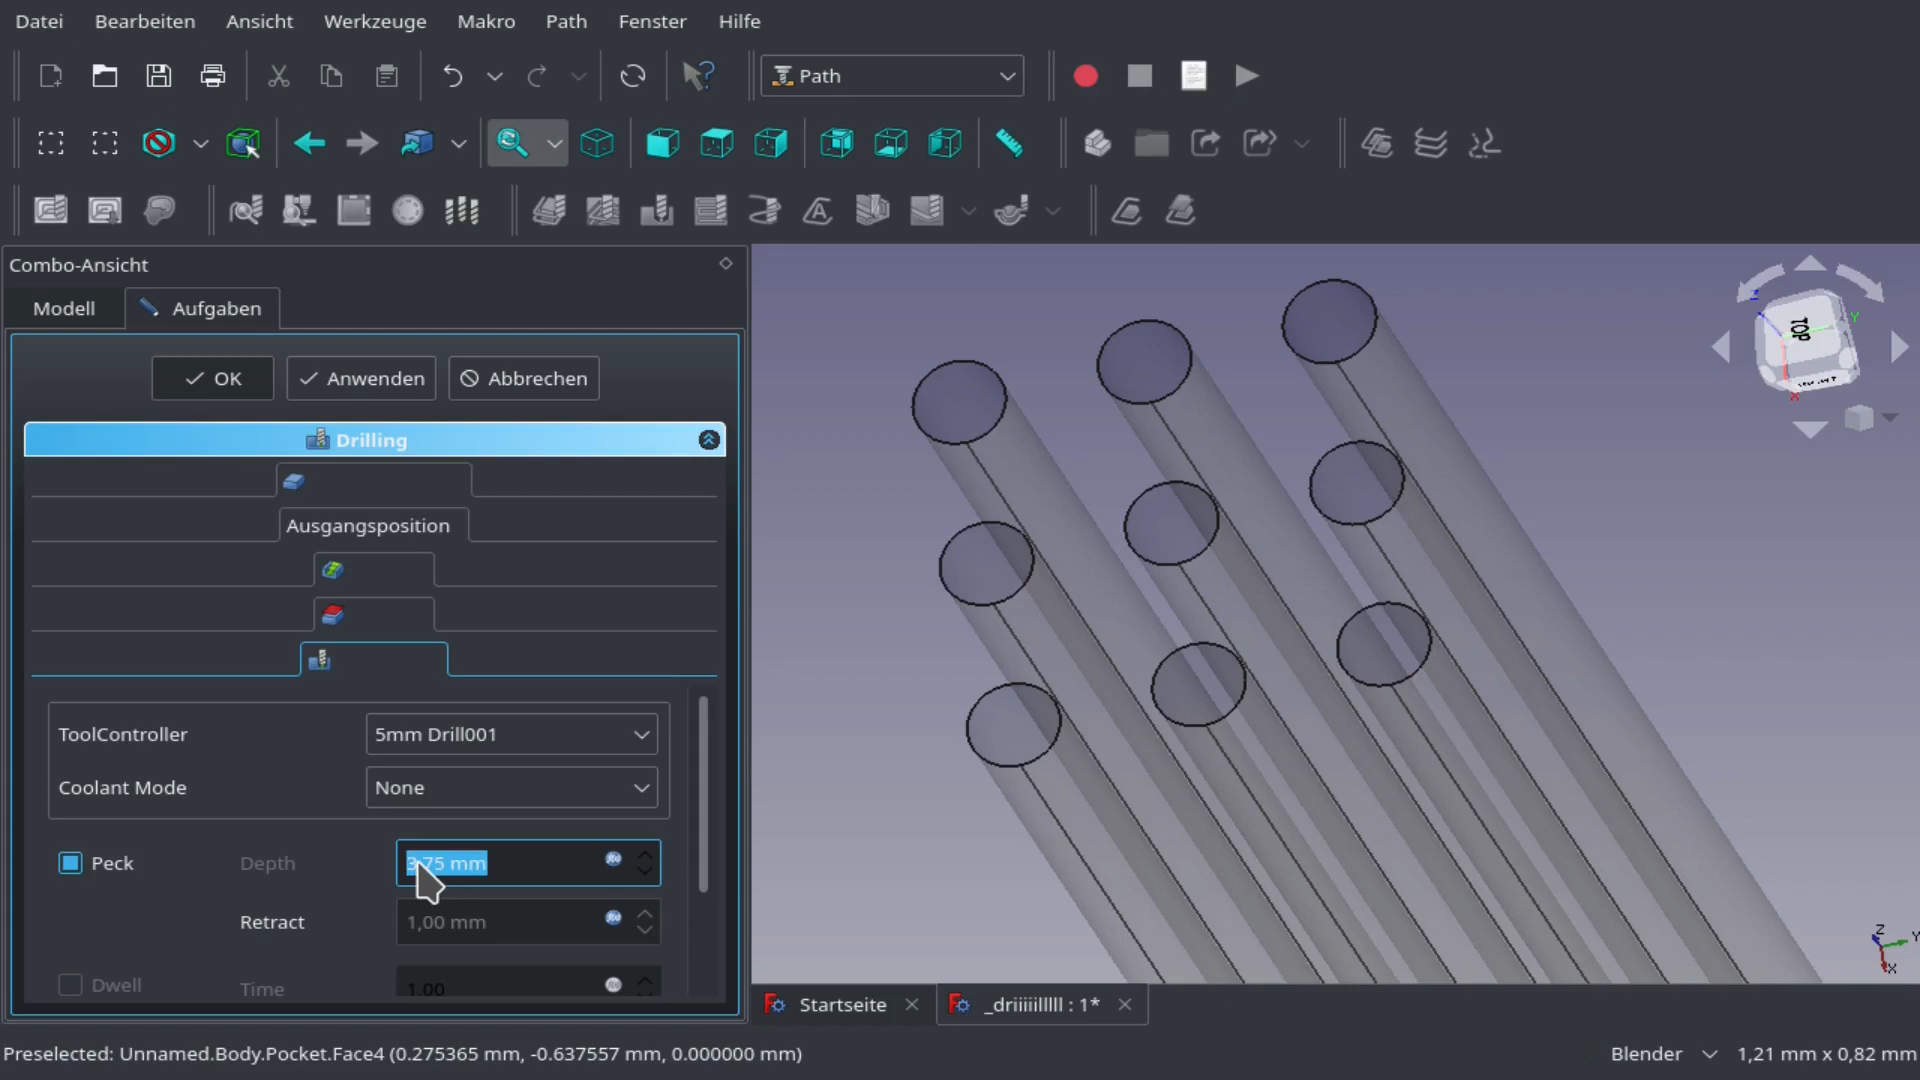 Datei Bearbeiten Ansicht Werkzeuge Makro Path Fenster Hilfe
Path
Combo-Ansicht
Modell Aufgaben
OK Anwenden Abbrechen
Drilling
Ausgangsposition
ToolController 5mm Drill001
Coolant Mode None
Peck Depth 3,75 mm
Retract 1,00 mm
Dwell Time 1.00
TOP
Z
Y
X
Z
Y
X
Startseite _driiiiilllll : 1*
Preselected: Unnamed.Body.Pocket.Face4 (0.275365 mm, -0.637557 mm, 0.000000 mm) Blender 1,21 mm x 0,82 mm